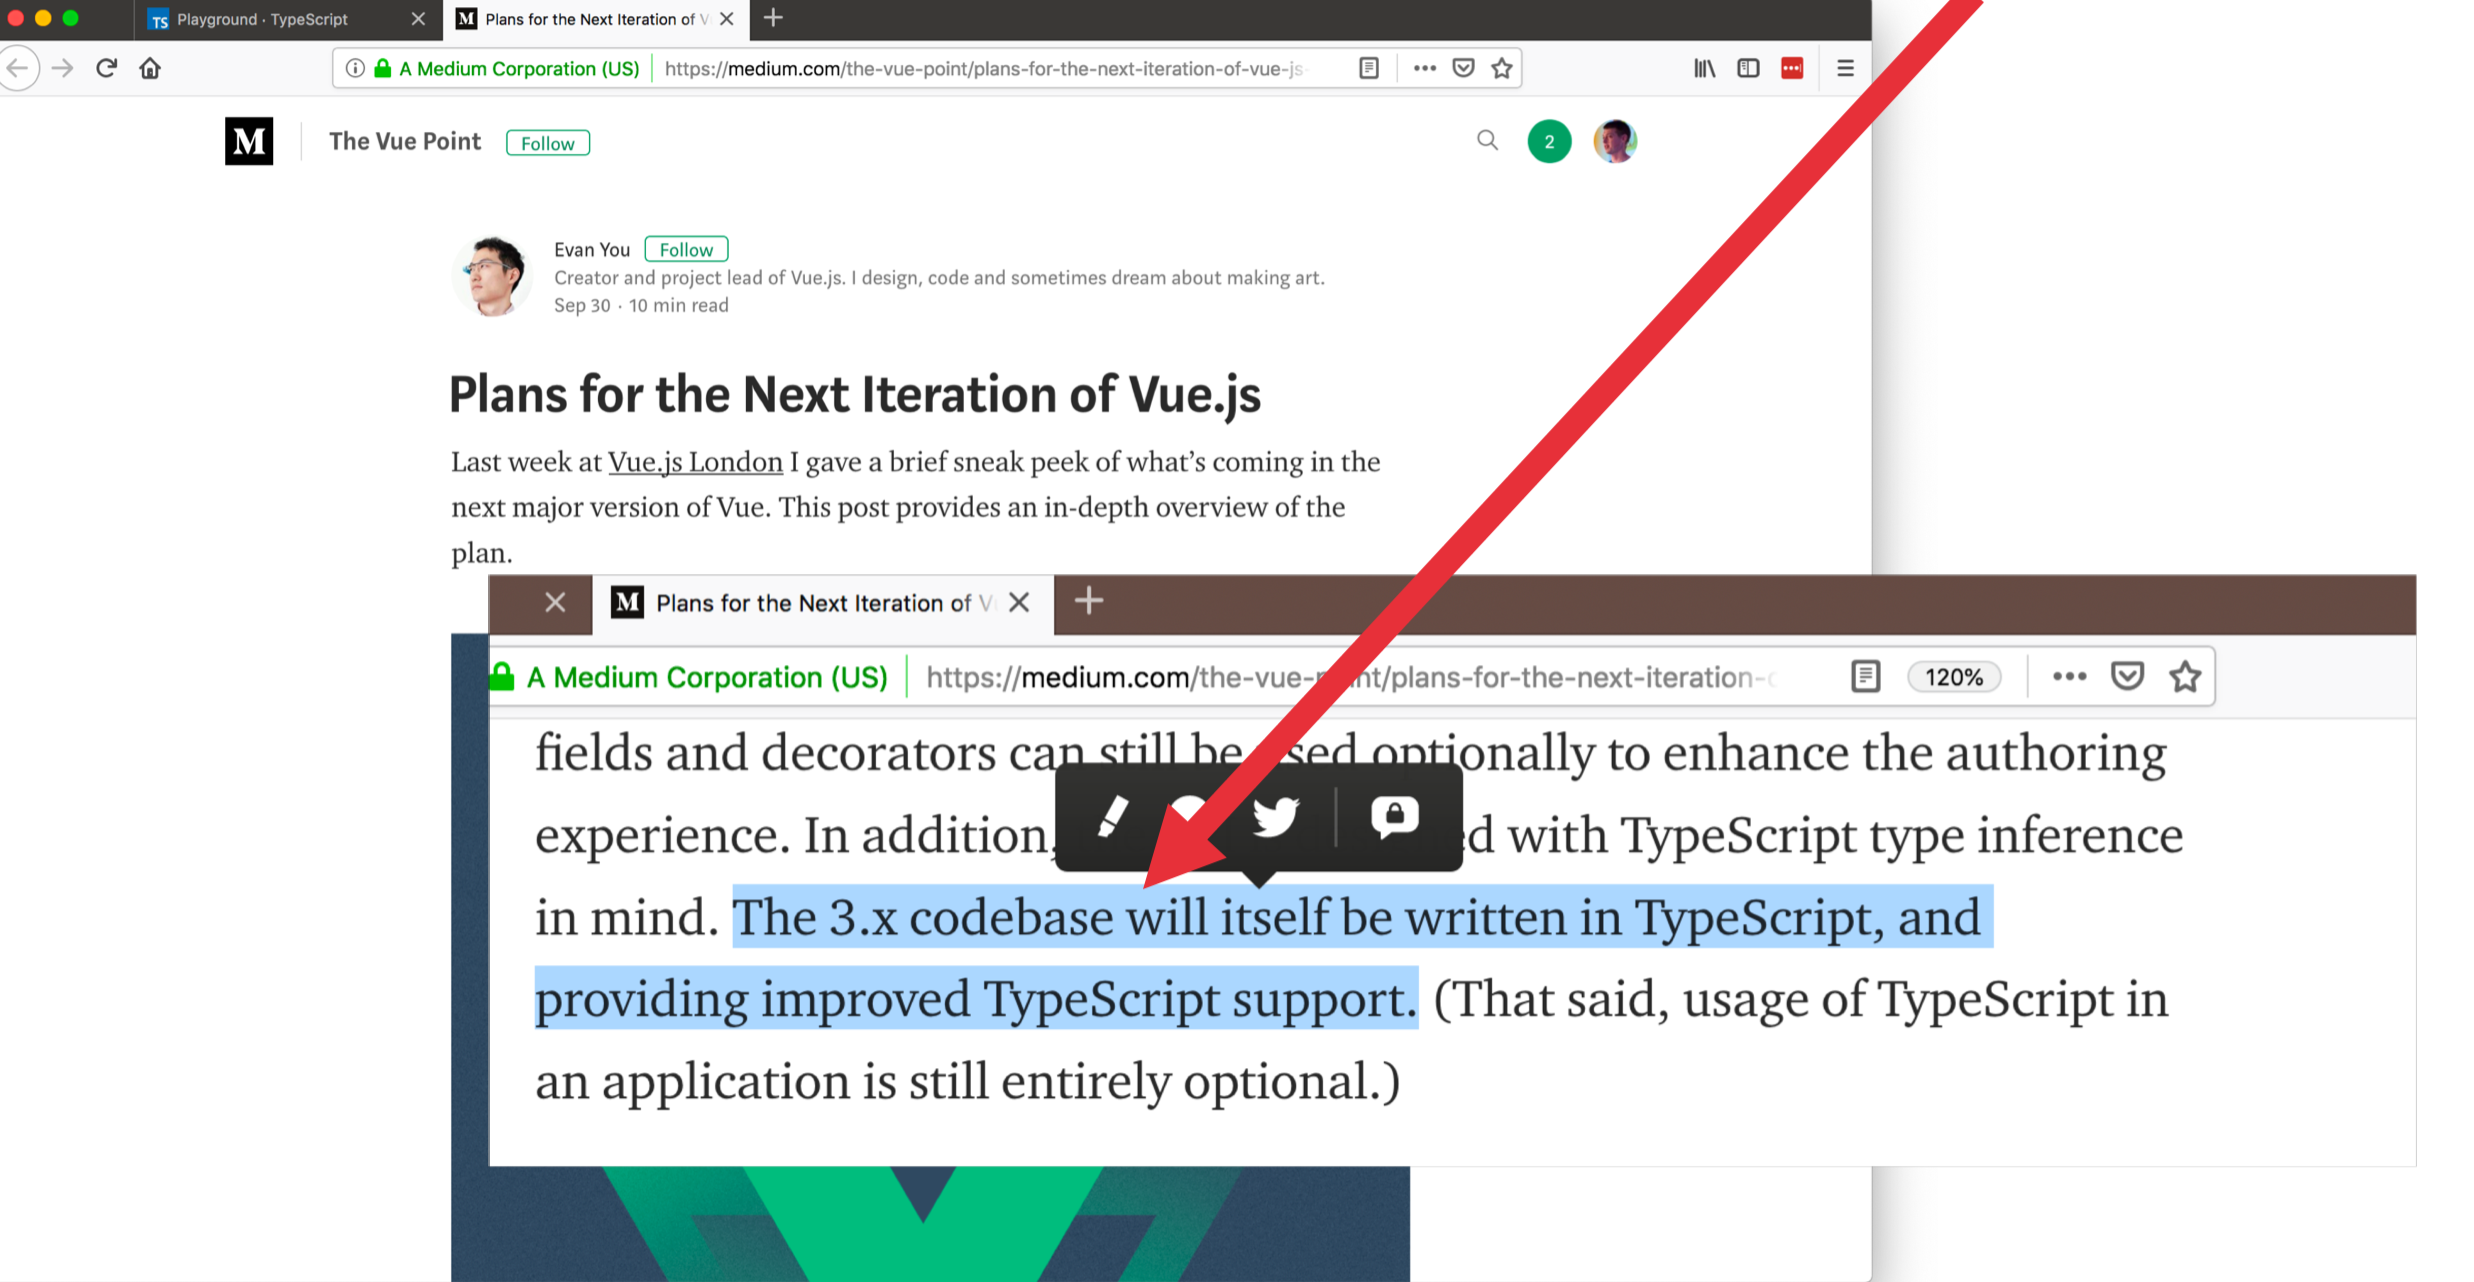 TS Playground · TypeScript
M Plans for the Next Iteration of V
A Medium Corporation (US) https://medium.com/the-vue-point/plans-for-the-next-iteration-of-vue-js-
M The Vue Point Follow 2
Evan You Follow
Creator and project lead of Vue.js. I design, code and sometimes dream about making art.
Sep 30 · 10 min read
Plans for the Next Iteration of Vue.js
Last week at Vue.js London I gave a brief sneak peek of what’s coming in the
next major version of Vue. This post provides an in-depth overview of the
plan.
M Plans for the Next Iteration of V
A Medium Corporation (US) https://medium.com/the-vue- nt/plans-for-the-next-iteration- 120%
fields and decorators can still be sed optionally to enhance the authoring
experience. In addition, d with TypeScript type inference
in mind. The 3.x codebase will itself be written in TypeScript, and
providing improved TypeScript support. (That said, usage of TypeScript in
an application is still entirely optional.)